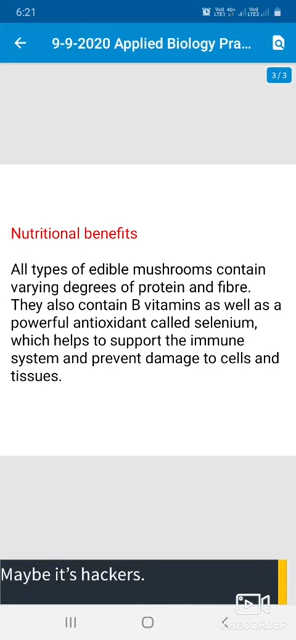 6:21
9-9-2020 Applied Biology Pra...
3/3
Nutritional benefits
All types of edible mushrooms contain
varying degrees of protein and fibre.
They also contain B vitamins as well as a
powerful antioxidant called selenium,
which helps to support the immune
system and prevent damage to cells and
tissues.
Maybe it's hackers.
RECORDER